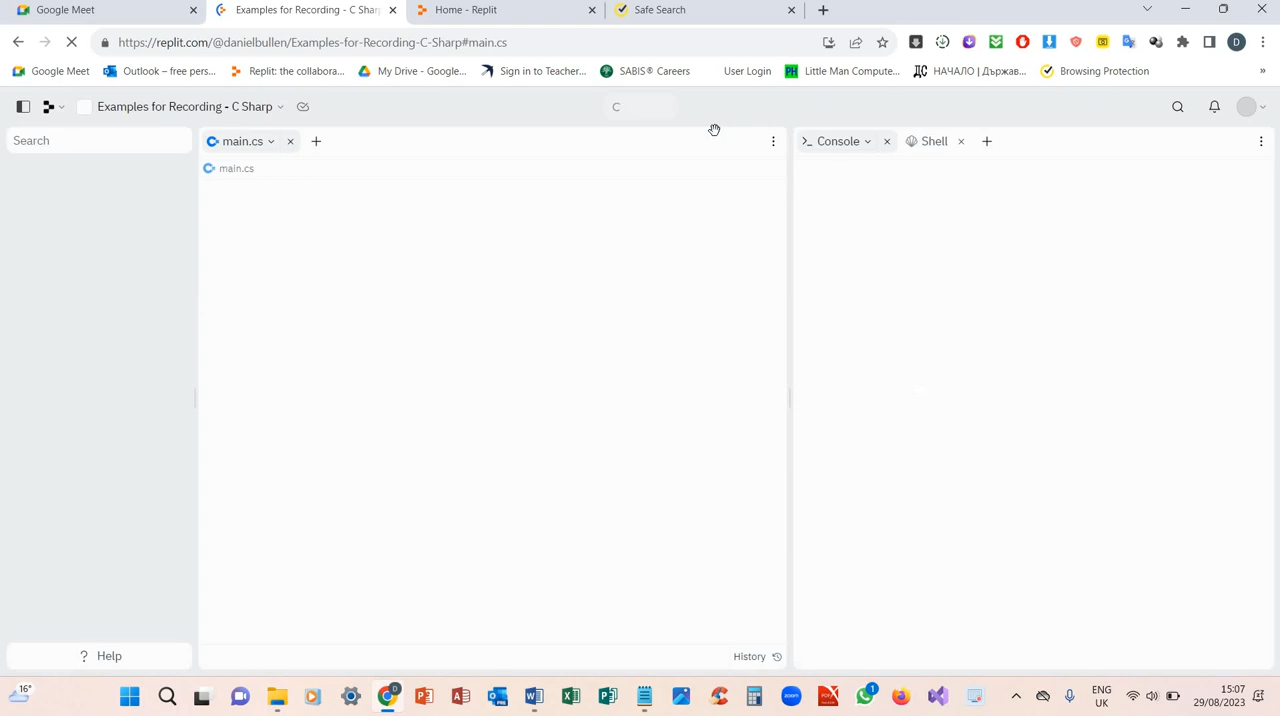 Google Meet
Examples for Recording - C Sharp
Home - Replit
Safe Search
https://replit.com/@danielbullen/Examples-for-Recording-C-Sharp#main.cs
D
Google Meet
Outlook – free pers...
Replit: the collabora...
My Drive - Google...
Sign in to Teacher...
SABIS® Careers
User Login
PH Little Man Compute...
ДС НАЧАЛО | Държав...
Browsing Protection
»
Examples for Recording - C Sharp
Search
main.cs
Console
Shell
main.cs
? Help
History
16°
ENG
UK
15:07
29/08/2023